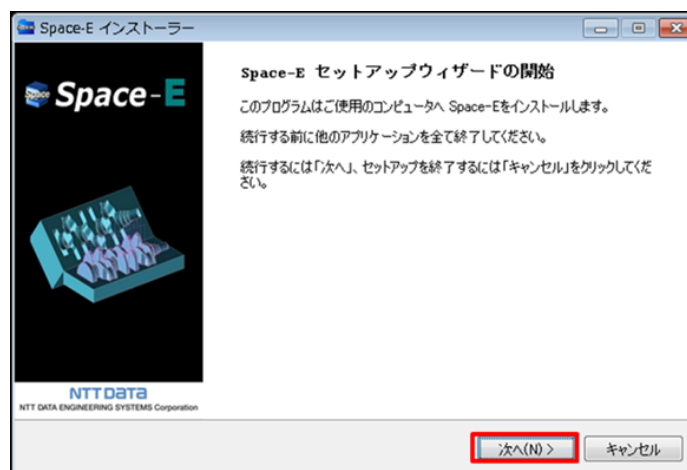 Space-E インストーラー
Space-E
Space-E セットアップウィザードの開始
このプログラムはご使用のコンピュータへ Space-Eをインストールします。
続行する前に他のアプリケーションを全て終了してください。
続行するには「次へ」、セットアップを終了するには「キャンセル」をクリックしてくだ
さい。
NTT DATA
NTT DATA ENGINEERING SYSTEMS Corporation
次へ(N) >
キャンセル